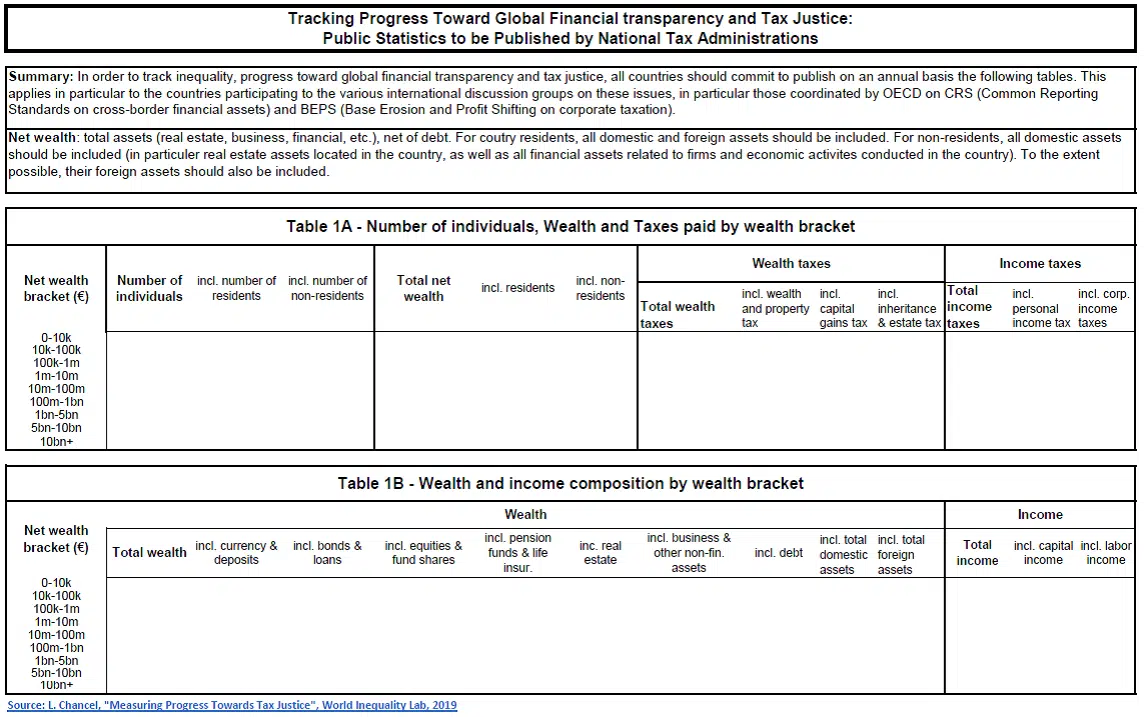 Tracking Progress Toward Global Financial transparency and Tax Justice:
Public Statistics to be Published by National Tax Administrations
Summary: In order to track inequality, progress toward global financial transparency and tax justice, all countries should commit to publish on an annual basis the following tables. This
applies in particular to the countries participating to the various international discussion groups on these issues, in particular those coordinated by OECD on CRS (Common Reporting
Standards on cross-border financial assets) and BEPS (Base Erosion and Profit Shifting on corporate taxation).
Net wealth: total assets (real estate, business, financial, etc.), net of debt. For coutry residents, all domestic and foreign assets should be included. For non-residents, all domestic assets
should be included (in particuler real estate assets located in the country, as well as all financial assets related to firms and economic activites conducted in the country). To the extent
possible, their foreign assets should also be included.
Table 1A - Number of individuals, Wealth and Taxes paid by wealth bracket
Net wealth
bracket (€)
Number of
individuals
incl. number of
residents
incl. number of
non-residents
Total net
wealth
incl. residents
incl. non-
residents
Wealth taxes
Total wealth
taxes
incl. wealth
and property
tax
incl.
capital
gains tax
incl.
inheritance
& estate tax
Income taxes
Total
income
taxes
incl.
personal
income tax
incl. corp.
income
taxes
0-10k
10k-100k
100k-1m
1m-10m
10m-100m
100m-1bn
1bn-5bn
5bn-10bn
10bn+
Table 1B - Wealth and income composition by wealth bracket
Net wealth
bracket (€)
Wealth
Total wealth
incl. currency &
deposits
incl. bonds &
loans
incl. equities &
fund shares
incl. pension
funds & life
insur.
inc. real
estate
incl. business &
other non-fin.
assets
incl. debt
incl. total
domestic
assets
incl. total
foreign
assets
Income
Total
income
incl. capital
income
incl. labor
income
0-10k
10k-100k
100k-1m
1m-10m
10m-100m
100m-1bn
1bn-5bn
5bn-10bn
10bn+
Source: L. Chancel, "Measuring Progress Towards Tax Justice", World Inequality Lab, 2019